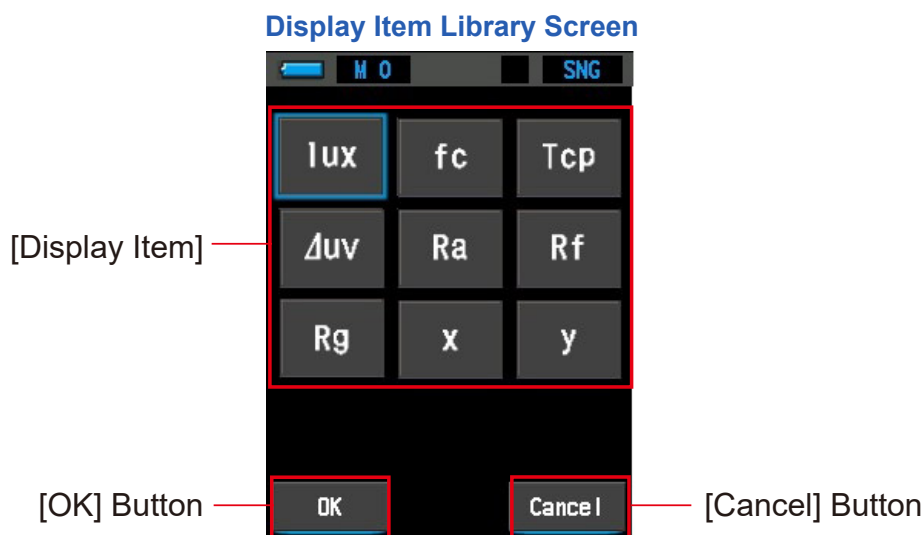 Display Item Library Screen
M 0 SNG
lux fc Tcp
[Display Item] Δuv Ra Rf
Rg x y
[OK] Button OK Cancel [Cancel] Button